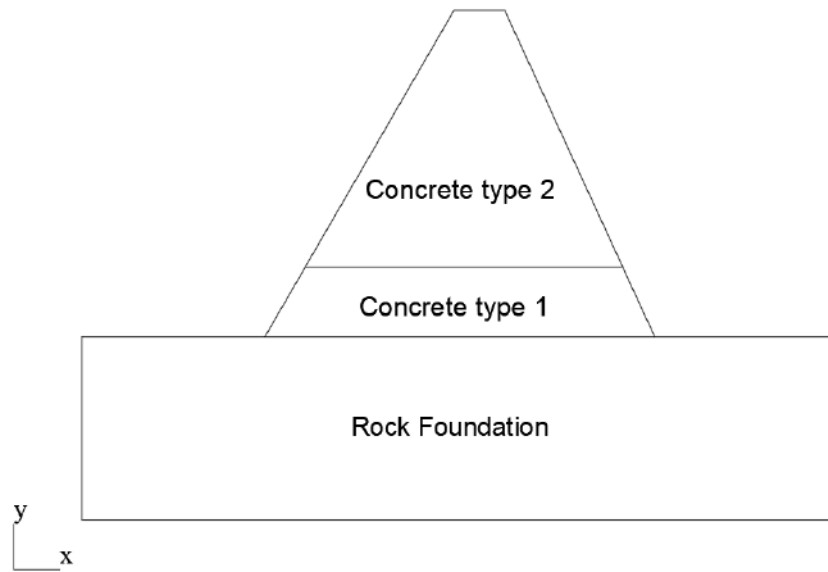 Concrete type 2
Concrete type 1
Rock Foundation
y
x